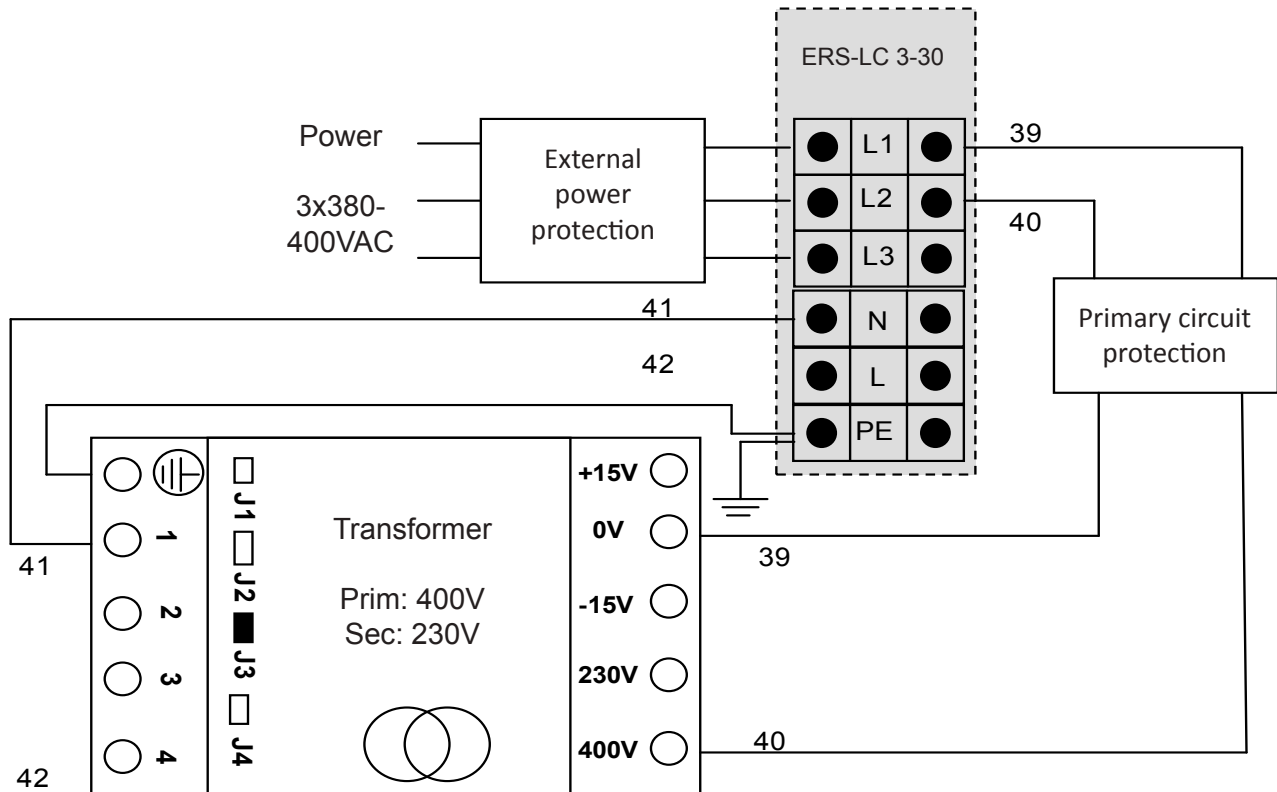 ERS-LC 3-30
Power
3x380-
400VAC
External
power
protection
L1
L2
L3
N
L
PE
39
40
41
42
Primary circuit
protection
41
42
1
2
3
4
J1
J2
J3
J4
Transformer
Prim: 400V
Sec: 230V
+15V
0V
-15V
230V
400V
39
40